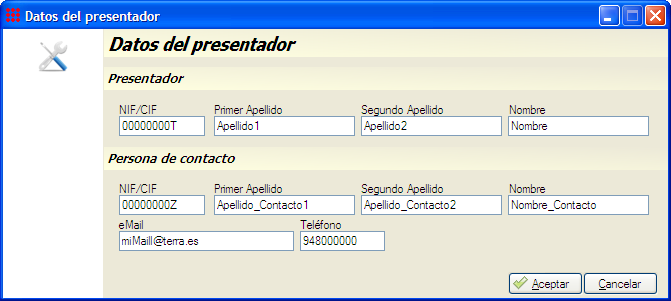 Datos del presentador
Datos del presentador
Presentador
NIF/CIF Primer Apellido Segundo Apellido Nombre
00000000T Apellido1 Apellido2 Nombre
Persona de contacto
NIF/CIF Primer Apellido Segundo Apellido Nombre
00000000Z Apellido_Contacto1 Apellido_Contacto2 Nombre_Contacto
eMail Teléfono
miMaill@terra.es 948000000
Aceptar Cancelar